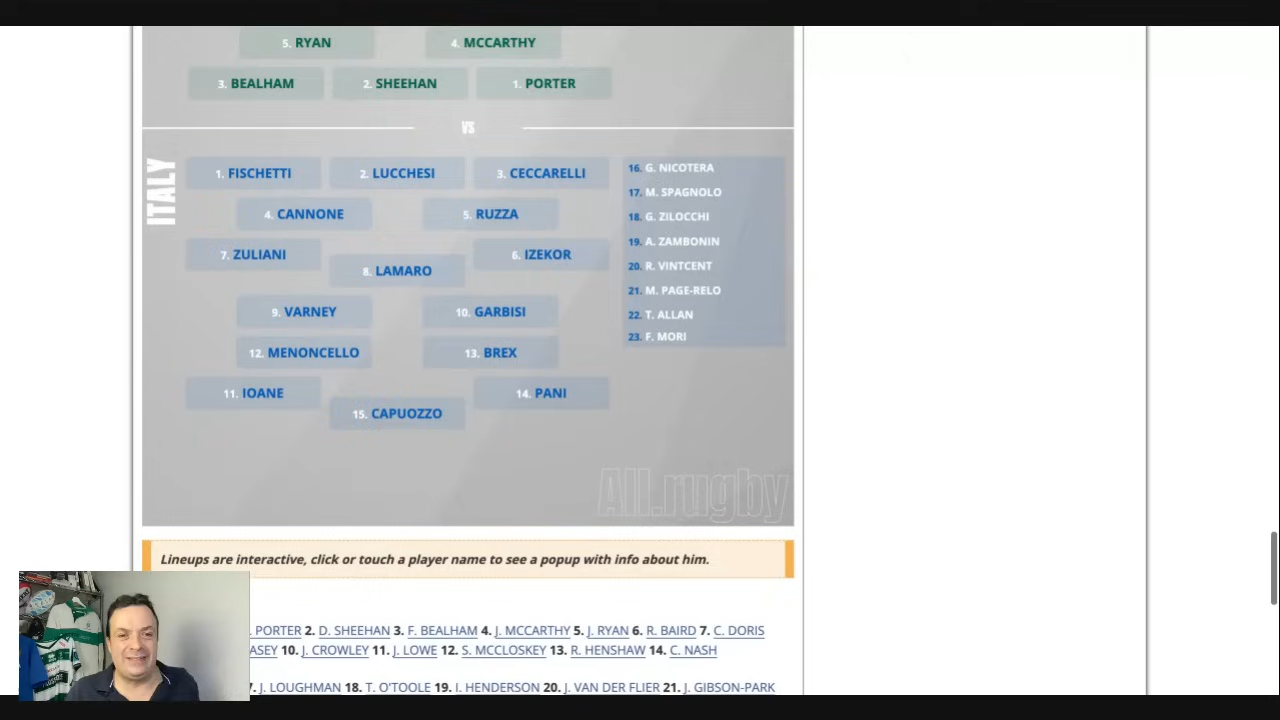 5. RYAN 4. MCCARTHY
3. BEALHAM 2. SHEEHAN 1. PORTER
VS
ITALY
1. FISCHETTI 2. LUCCHESI 3. CECCARELLI
4. CANNONE 5. RUZZA
7. ZULIANI 6. IZEKOR
8. LAMARO
9. VARNEY 10. GARBISI
12. MENONCELLO 13. BREX
11. IOANE 14. PANI
15. CAPUOZZO
16. G. NICOTERA
17. M. SPAGNOLO
18. G. ZILOCCHI
19. A. ZAMBONIN
20. R. VINTCENT
21. M. PAGE-RELO
22. T. ALLAN
23. F. MORI
All.rugby
Lineups are interactive, click or touch a player name to see a popup with info about him.
. PORTER 2. D. SHEEHAN 3. F. BEALHAM 4. J. MCCARTHY 5. J. RYAN 6. R. BAIRD 7. C. DORIS
ASEY 10. J. CROWLEY 11. J. LOWE 12. S. MCCLOSKEY 13. R. HENSHAW 14. C. NASH
7. J. LOUGHMAN 18. T. O'TOOLE 19. I. HENDERSON 20. J. VAN DER FLIER 21. J. GIBSON-PARK